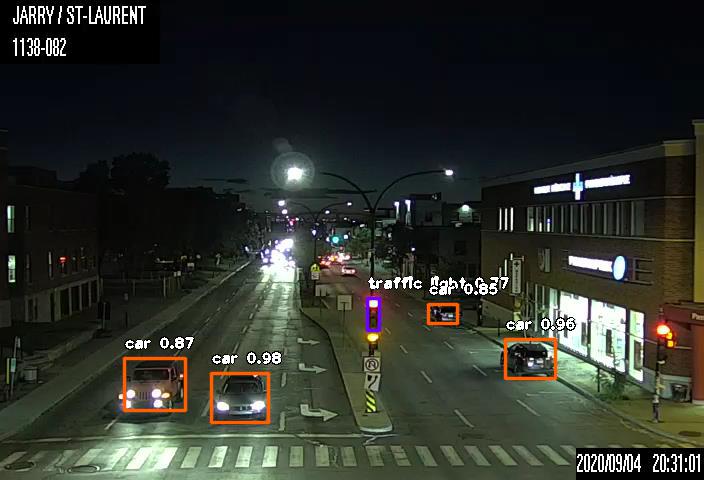 JARRY / ST-LAURENT
1138-082
traffic light 0.77
car 0.85
car 0.96
car 0.87
car 0.98
2020/09/04 20:31:01